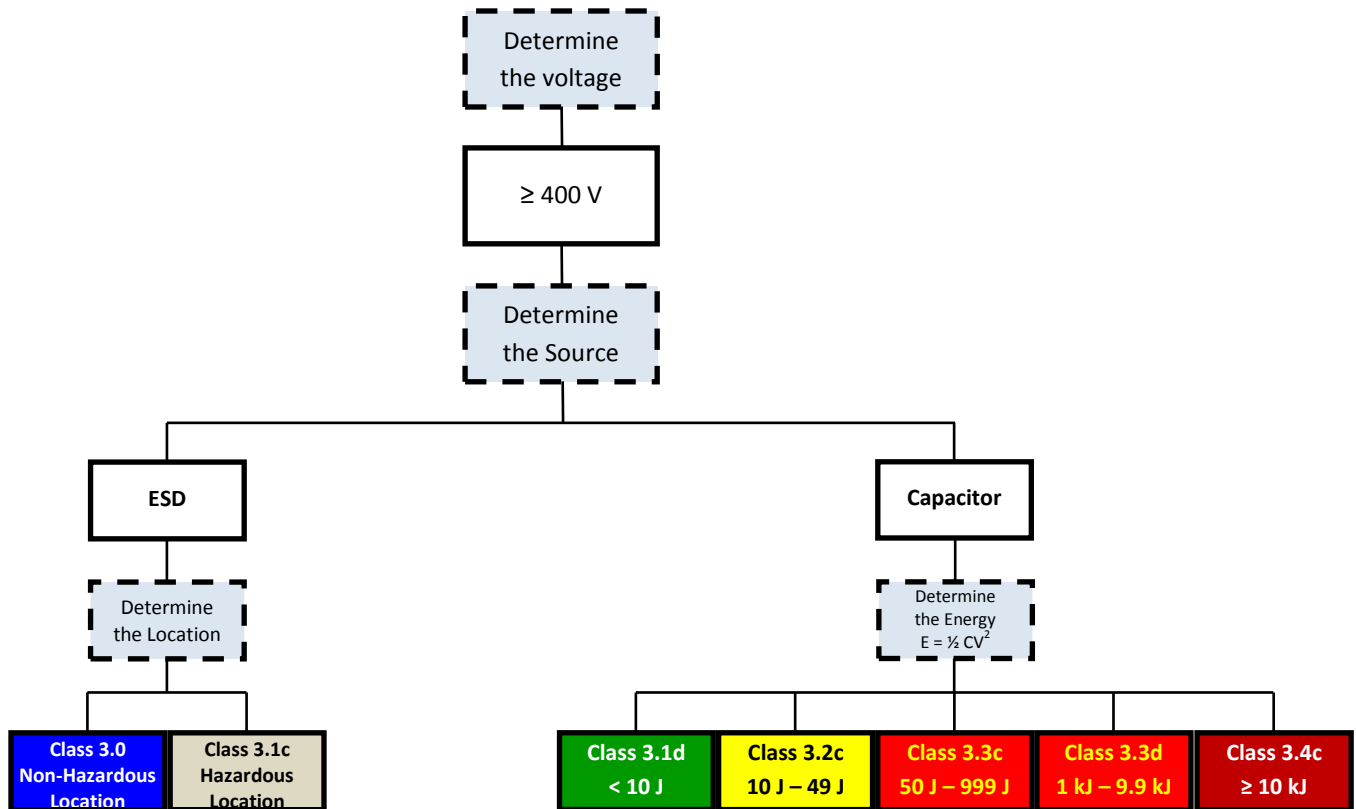 Determine
the voltage
≥ 400 V
Determine
the Source
ESD
Capacitor
Determine
the Location
Determine
the Energy
E = ½ CV²
Class 3.0
Non-Hazardous
Location
Class 3.1c
Hazardous
Location
Class 3.1d
< 10 J
Class 3.2c
10 J – 49 J
Class 3.3c
50 J – 999 J
Class 3.3d
1 kJ – 9.9 kJ
Class 3.4c
≥ 10 kJ